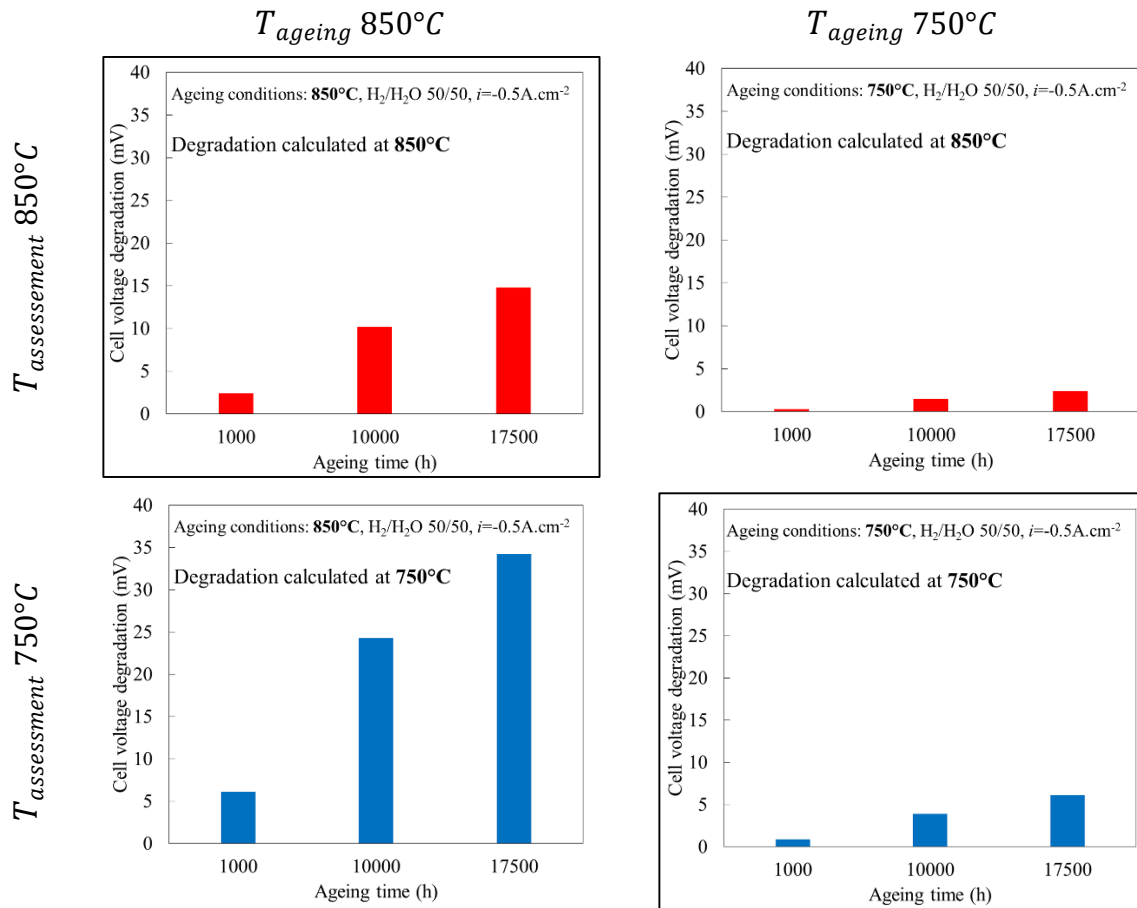 T_ageing 850°C
T_ageing 750°C
T_assessement 850°C
40
35
30
25
20
15
10
5
0
Cell voltage degradation (mV)
Ageing conditions: 850°C, H2/H2O 50/50, i=-0.5A.cm-2
Degradation calculated at 850°C
1000 10000 17500
Ageing time (h)
40
35
30
25
20
15
10
5
0
Cell voltage degradation (mV)
Ageing conditions: 750°C, H2/H2O 50/50, i=-0.5A.cm-2
Degradation calculated at 850°C
1000 10000 17500
Ageing time (h)
T_assessment 750°C
40
35
30
25
20
15
10
5
0
Cell voltage degradation (mV)
Ageing conditions: 850°C, H2/H2O 50/50, i=-0.5A.cm-2
Degradation calculated at 750°C
1000 10000 17500
Ageing time (h)
40
35
30
25
20
15
10
5
0
Cell voltage degradation (mV)
Ageing conditions: 750°C, H2/H2O 50/50, i=-0.5A.cm-2
Degradation calculated at 750°C
1000 10000 17500
Ageing time (h)